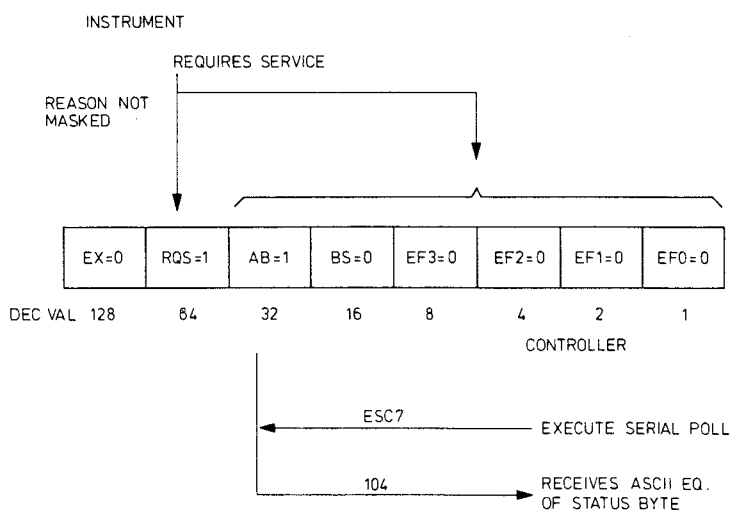 INSTRUMENT
REQUIRES SERVICE
REASON NOT
MASKED
EX=0 RQS=1 AB=1 BS=0 EF3=0 EF2=0 EF1=0 EF0=0
DEC VAL 128 64 32 16 8 4 2 1
CONTROLLER
ESC7 EXECUTE SERIAL POLL
104 RECEIVES ASCII EQ.
OF STATUS BYTE